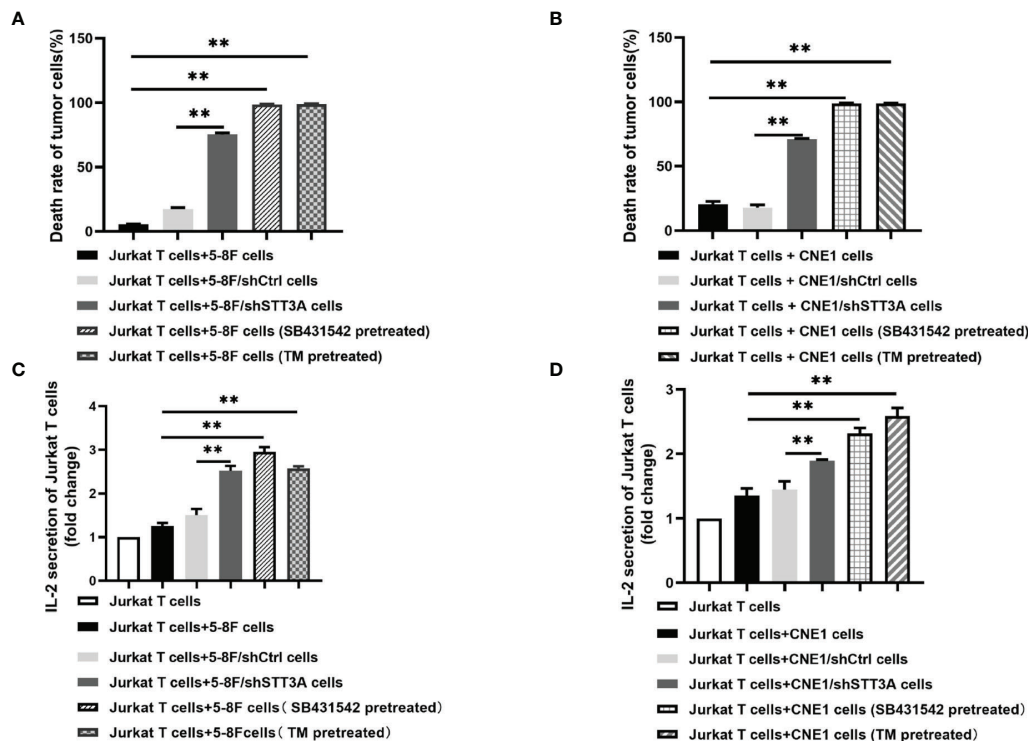 A
Death rate of tumor cells(%)
150
100
50
0
**
**
**
Jurkat T cells+5-8F cells
Jurkat T cells+5-8F/shCtrl cells
Jurkat T cells+5-8F/shSTT3A cells
Jurkat T cells+5-8F cells (SB431542 pretreated)
Jurkat T cells+5-8F cells (TM pretreated)
B
Death rate of tumor cells(%)
150
100
50
0
**
**
**
Jurkat T cells + CNE1 cells
Jurkat T cells + CNE1/shCtrl cells
Jurkat T cells + CNE1/shSTT3A cells
Jurkat T cells + CNE1 cells (SB431542 pretreated)
Jurkat T cells + CNE1 cells (TM pretreated)
C
IL-2 secretion of Jurkat T cells
(fold change)
4
3
2
1
0
**
**
**
Jurkat T cells
Jurkat T cells+5-8F cells
Jurkat T cells+5-8F/shCtrl cells
Jurkat T cells+5-8F/shSTT3A cells
Jurkat T cells+5-8F cells（ SB431542 pretreated）
Jurkat T cells+5-8Fcells（ TM pretreated）
D
IL-2 secretion of Jurkat T cells
(fold change)
3
2
1
0
**
**
**
Jurkat T cells
Jurkat T cells+CNE1 cells
Jurkat T cells+CNE1/shCtrl cells
Jurkat T cells+CNE1/shSTT3A cells
Jurkat T cells+CNE1 cells (SB431542 pretreated）
Jurkat T cells+CNE1 cells (TM pretreated）